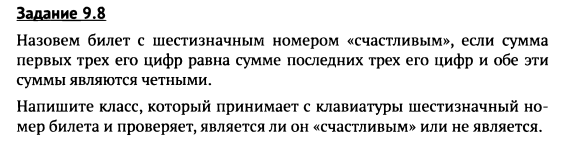 Задание 9.8
Назовем билет с шестизначным номером «счастливым», если сумма
первых трех его цифр равна сумме последних трех его цифр и обе эти
суммы являются четными.
Напишите класс, который принимает с клавиатуры шестизначный но-
мер билета и проверяет, является ли он «счастливым» или не является.